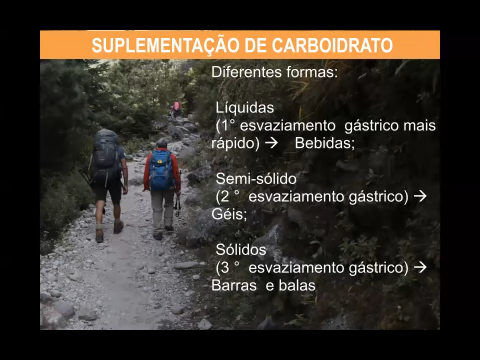 SUPLEMENTAÇÃO DE CARBOIDRATO
Diferentes formas:
Líquidas
(1° esvaziamento gástrico mais
rápido) → Bebidas;
Semi-sólido
(2 ° esvaziamento gástrico) →
Géis;
Sólidos
(3 ° esvaziamento gástrico) →
Barras e balas